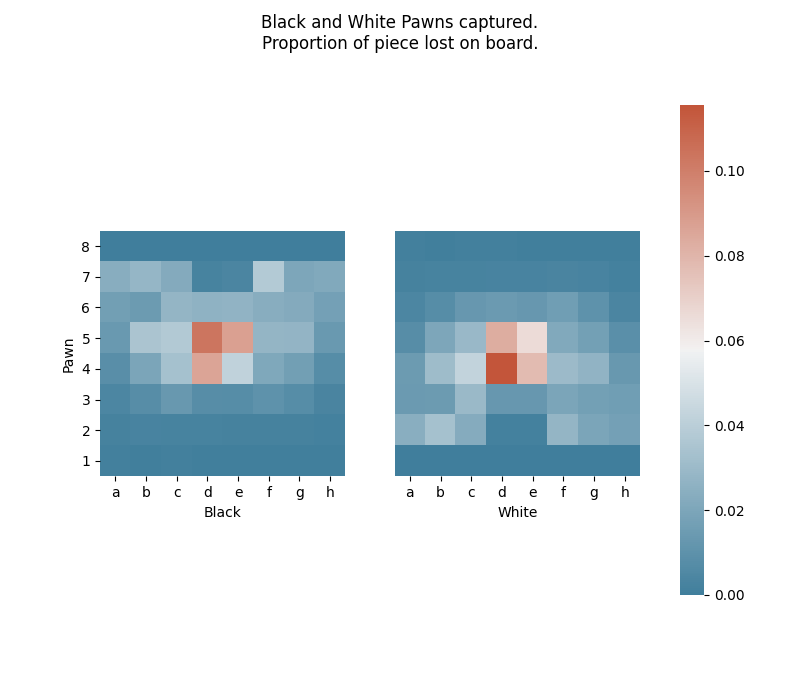 Black and White Pawns captured.
Proportion of piece lost on board.
Pawn
8
7
6
5
4
3
2
1
a b c d e f g h
Black
a b c d e f g h
White
0.10
0.08
0.06
0.04
0.02
0.00